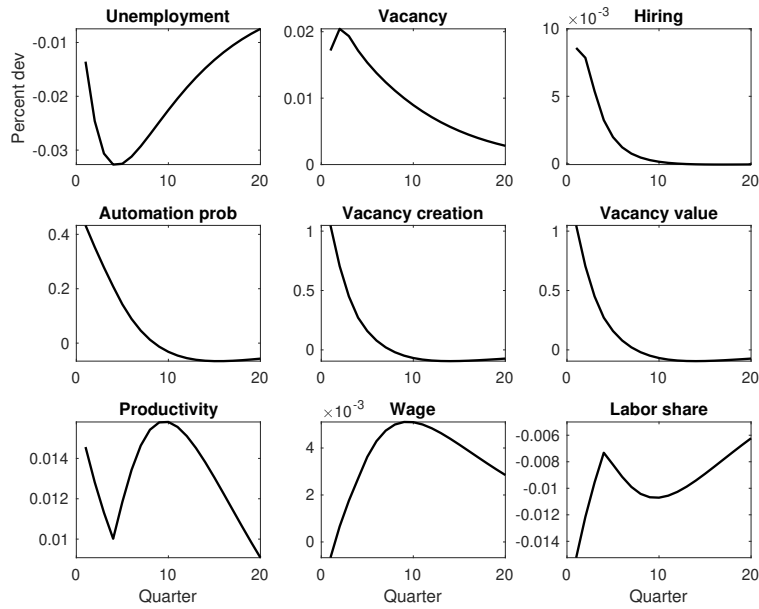 Unemployment
-0.01
-0.02
-0.03
Percent dev
0 10 20
Vacancy
0.02
0.01
0
0 10 20
Hiring
×10⁻³
10
5
0
0 10 20
Automation prob
0.4
0.2
0
0 10 20
Vacancy creation
1
0.5
0
0 10 20
Vacancy value
1
0.5
0
0 10 20
Productivity
0.014
0.012
0.01
0 10 20
Quarter
Wage
×10⁻³
4
2
0
0 10 20
Quarter
Labor share
-0.006
-0.008
-0.01
-0.012
-0.014
0 10 20
Quarter